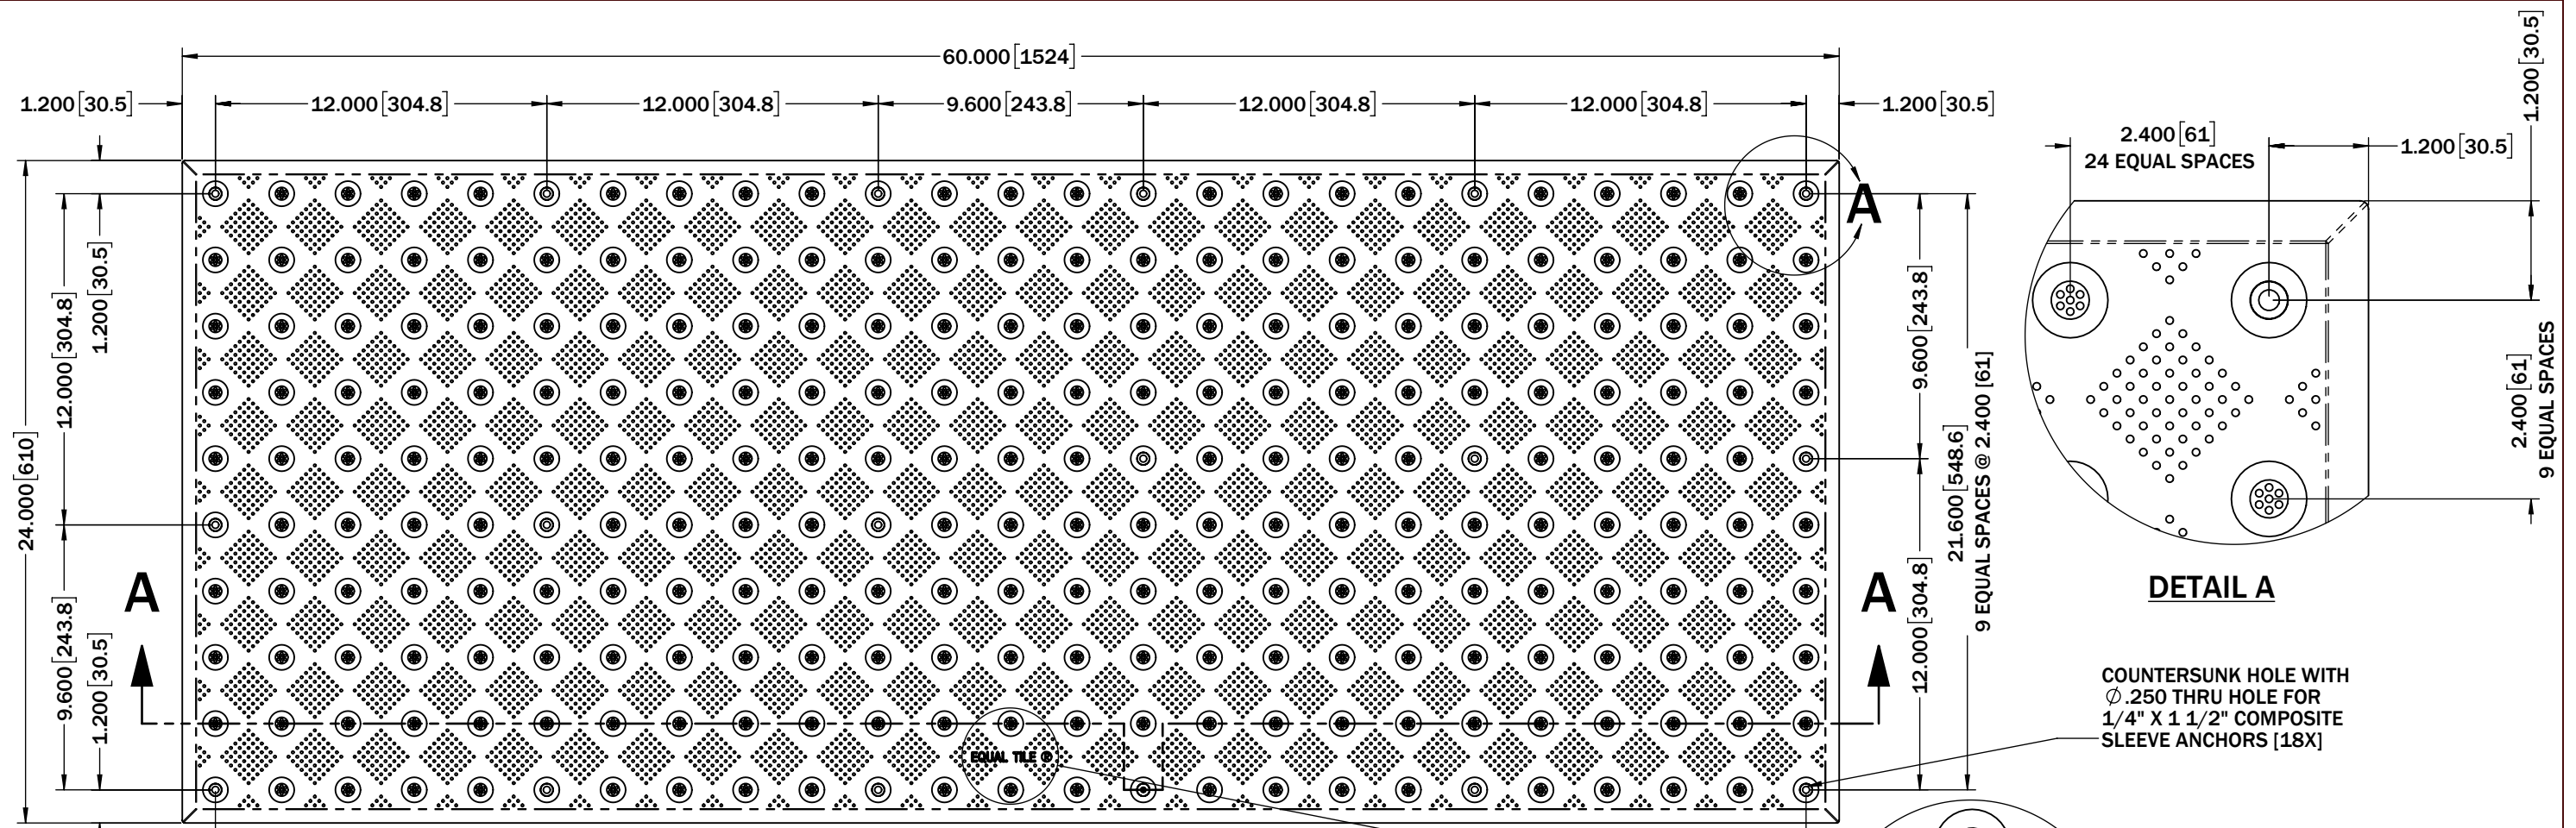 60.000[1524]
1.200[30.5]
12.000[304.8]
12.000[304.8]
9.600[243.8]
12.000[304.8]
12.000[304.8]
1.200[30.5]
24.000[610]
12.000[304.8]
1.200[30.5]
9.600[243.8]
1.200[30.5]
A
A
A
9.600[243.8]
12.000[304.8]
21.600[548.6]
9 EQUAL SPACES @ 2.400 [61]
EQUAL TILE ®
2.400[61]
24 EQUAL SPACES
1.200[30.5]
1.200[30.5]
2.400[61]
9 EQUAL SPACES
DETAIL A
COUNTERSUNK HOLE WITH
∅.250 THRU HOLE FOR
1/4" X 1 1/2" COMPOSITE
SLEEVE ANCHORS [18X]